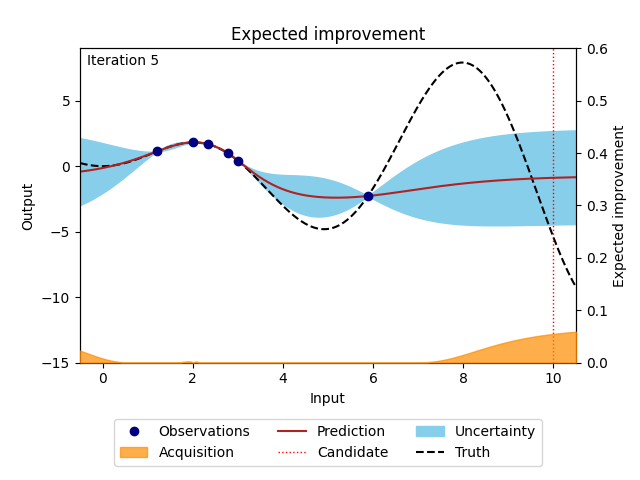 Expected improvement
Iteration 5
5
0
−5
−10
−15
Output
0.6
0.5
0.4
0.3
0.2
0.1
0.0
Expected improvement
0 2 4 6 8 10
Input
Observations Prediction Uncertainty
Acquisition Candidate Truth